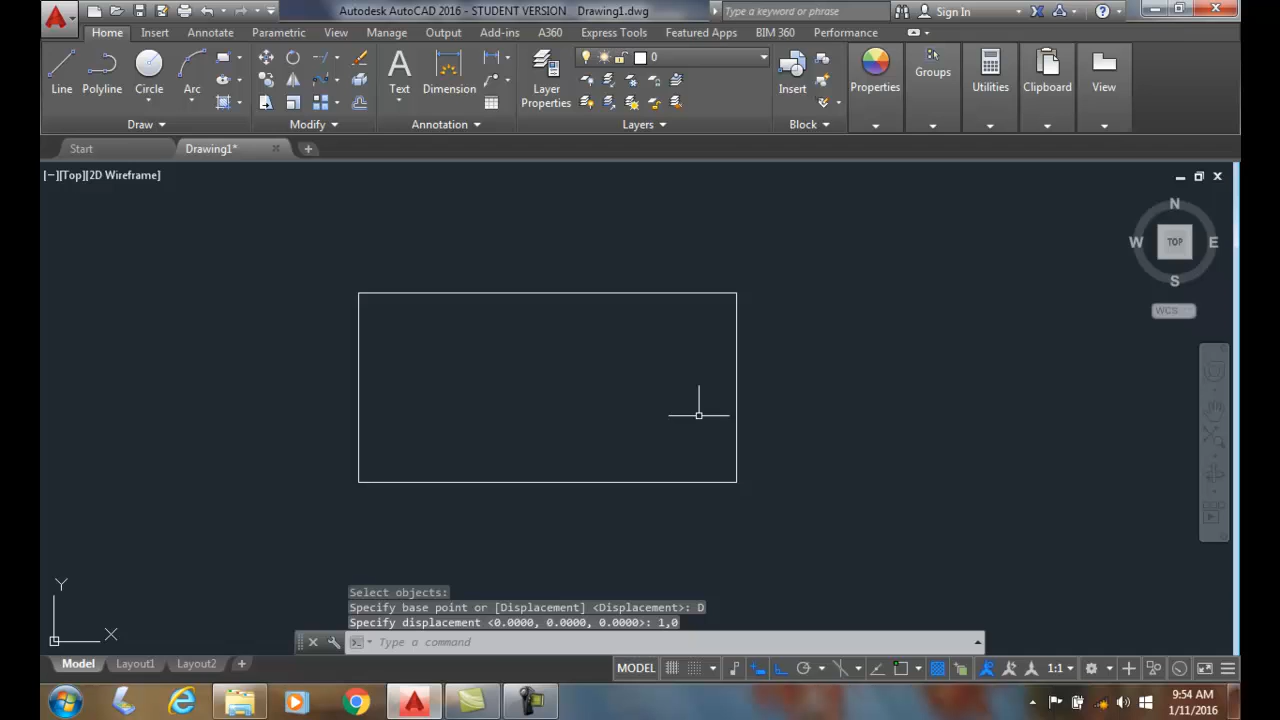 Autodesk AutoCAD 2016 - STUDENT VERSION Drawing1.dwg
Type a keyword or phrase
Sign In
Home Insert Annotate Parametric View Manage Output Add-ins A360 Express Tools Featured Apps BIM 360 Performance
Line Polyline Circle Arc
Text Dimension
Layer Properties
0
Insert
Properties
Groups
Utilities
Clipboard
View
Draw
Modify
Annotation
Layers
Block
Start
Drawing1*
[−][Top][2D Wireframe]
N
W TOP E
S
WCS
Y
X
Select objects:
Specify base point or [Displacement] <Displacement>: D
Specify displacement <0.0000, 0.0000, 0.0000>: 1,0
Type a command
Model Layout1 Layout2
MODEL
1:1
9:54 AM
1/11/2016